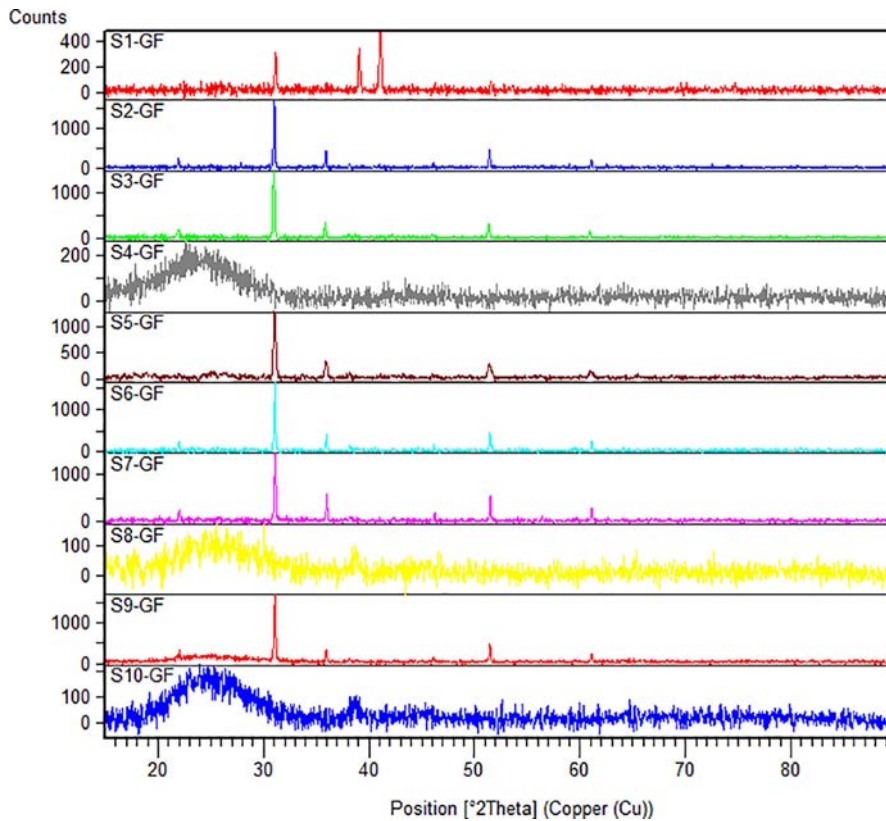 Counts
S1-GF
400
200
0
S2-GF
1000
0
S3-GF
1000
0
S4-GF
200
0
S5-GF
1000
500
0
S6-GF
1000
0
S7-GF
1000
0
S8-GF
100
0
S9-GF
1000
0
S10-GF
100
0
20 30 40 50 60 70 80
Position [°2Theta] (Copper (Cu))